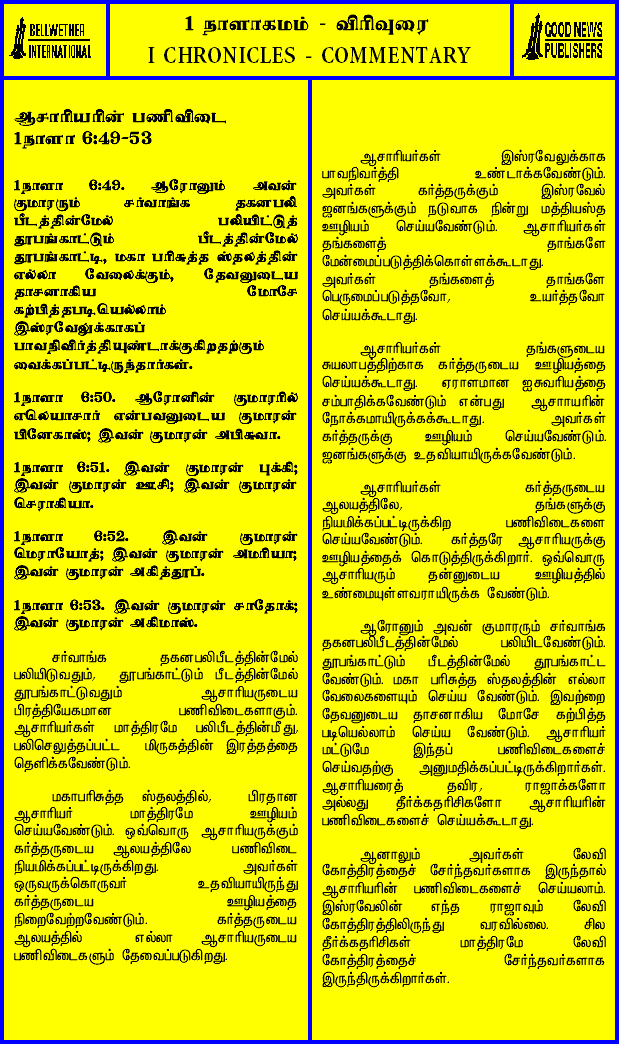 BELLWETHER
INTERNATIONAL
1 நாளாகமம் - விரிவுரை
I CHRONICLES - COMMENTARY
GOOD NEWS
PUBLISHERS
ஆசாரியரின் பணிவிடை
1நாளா 6:49-53
1நாளா 6:49. ஆரோனும் அவன்
குமாரரும் சர்வாங்க தகனபலி
பீடத்தின்மேல் பலியிட்டுத்
தூபங்காட்டும் பீடத்தின்மேல்
தூபங்காட்டி, மகா பரிசுத்த ஸ்தலத்தின்
எல்லா வேலைக்கும், தேவனுடைய
தாசனாகிய மோசே
கற்பித்தபடியெல்லாம்
இஸ்ரவேலுக்காகப்
பாவநிவிர்த்தியுண்டாக்குகிறதற்கும்
வைக்கப்பட்டிருந்தார்கள்.
1நாளா 6:50. ஆரோனின் குமாரரில்
எலெயாசார் என்பவனுடைய குமாரன்
பினேகாஸ்; இவன் குமாரன் அபிசுவா.
1நாளா 6:51. இவன் குமாரன் புக்கி;
இவன் குமாரன் ஊசி; இவன் குமாரன்
செராகியா.
1நாளா 6:52. இவன் குமாரன்
மெராயோத்; இவன் குமாரன் அமரியா;
இவன் குமாரன் அகித்தூப்.
1நாளா 6:53. இவன் குமாரன் சாதோக்;
இவன் குமாரன் அகிமாஸ்.
சர்வாங்க தகனபலிபீடத்தின்மேல்
பலியிடுவதும், தூபங்காட்டும் பீடத்தின்மேல்
தூபங்காட்டுவதும் ஆசாரியருடைய
பிரத்தியேகமான பணிவிடைகளாகும்.
ஆசாரியர்கள் மாத்திரமே பலிபீடத்தின்மீது,
பலிசெலுத்தப்பட்ட மிருகத்தின் இரத்தத்தை
தெளிக்கவேண்டும்.
மகாபரிசுத்த ஸ்தலத்தில், பிரதான
ஆசாரியர் மாத்திரமே ஊழியம்
செய்யவேண்டும். ஒவ்வொரு ஆசாரியருக்கும்
கர்த்தருடைய ஆலயத்திலே பணிவிடை
நியமிக்கப்பட்டிருக்கிறது. அவர்கள்
ஒருவருக்கொருவர் உதவியாயிருந்து
கர்த்தருடைய ஊழியத்தை
நிறைவேற்றவேண்டும். கர்த்தருடைய
ஆலயத்தில் எல்லா ஆசாரியருடைய
பணிவிடைகளும் தேவைப்படுகிறது.
ஆசாரியர்கள் இஸ்ரவேலுக்காக
பாவநிவர்த்தி உண்டாக்கவேண்டும்.
அவர்கள் கர்த்தருக்கும் இஸ்ரவேல்
ஜனங்களுக்கும் நடுவாக நின்று மத்தியஸ்த
ஊழியம் செய்யவேண்டும். ஆசாரியர்கள்
தங்களைத் தாங்களே
மேன்மைப்படுத்திக்கொள்ளக்கூடாது.
அவர்கள் தங்களைத் தாங்களே
பெருமைப்படுத்தவோ, உயர்த்தவோ
செய்யக்கூடாது.
ஆசாரியர்கள் தங்களுடைய
சுயலாபத்திற்காக கர்த்தருடைய ஊழியத்தை
செய்யக்கூடாது. ஏராளமான ஐசுவரியத்தை
சம்பாதிக்கவேண்டும் என்பது ஆசாரயரின்
நோக்கமாயிருக்கக்கூடாது. அவர்கள்
கர்த்தருக்கு ஊழியம் செய்யவேண்டும்.
ஜனங்களுக்கு உதவியாயிருக்கவேண்டும்.
ஆசாரியர்கள் கர்த்தருடைய
ஆலயத்திலே, தங்களுக்கு
நியமிக்கப்பட்டிருக்கிற பணிவிடைகளை
செய்யவேண்டும். கர்த்தரே ஆசாரியருக்கு
ஊழியத்தைக் கொடுத்திருக்கிறார். ஒவ்வொரு
ஆசாரியரும் தன்னுடைய ஊழியத்தில்
உண்மையுள்ளவராயிருக்க வேண்டும்.
ஆரோனும் அவன் குமாரரும் சர்வாங்க
தகனபலிபீடத்தின்மேல் பலியிடவேண்டும்.
தூபங்காட்டும் பீடத்தின்மேல் தூபங்காட்ட
வேண்டும். மகா பரிசுத்த ஸ்தலத்தின் எல்லா
வேலைகளையும் செய்ய வேண்டும். இவற்றை
தேவனுடைய தாசனாகிய மோசே கற்பித்த
படியெல்லாம் செய்ய வேண்டும். ஆசாரியர்
மட்டுமே இந்தப் பணிவிடைகளைச்
செய்வதற்கு அனுமதிக்கப்பட்டிருக்கிறார்கள்.
ஆசாரியரைத் தவிர, ராஜாக்களோ
அல்லது தீர்க்கதரிசிகளோ ஆசாரியரின்
பணிவிடைகளைச் செய்யக்கூடாது.
ஆனாலும் அவர்கள் லேவி
கோத்திரத்தைச் சேர்ந்தவர்களாக இருந்தால்
ஆசாரியரின் பணிவிடைகளைச் செய்யலாம்.
இஸ்ரவேலின் எந்த ராஜாவும் லேவி
கோத்திரத்திலிருந்து வரவில்லை. சில
தீர்க்கதரிசிகள் மாத்திரமே லேவி
கோத்திரத்தைச் சேர்ந்தவர்களாக
இருந்திருக்கிறார்கள்.